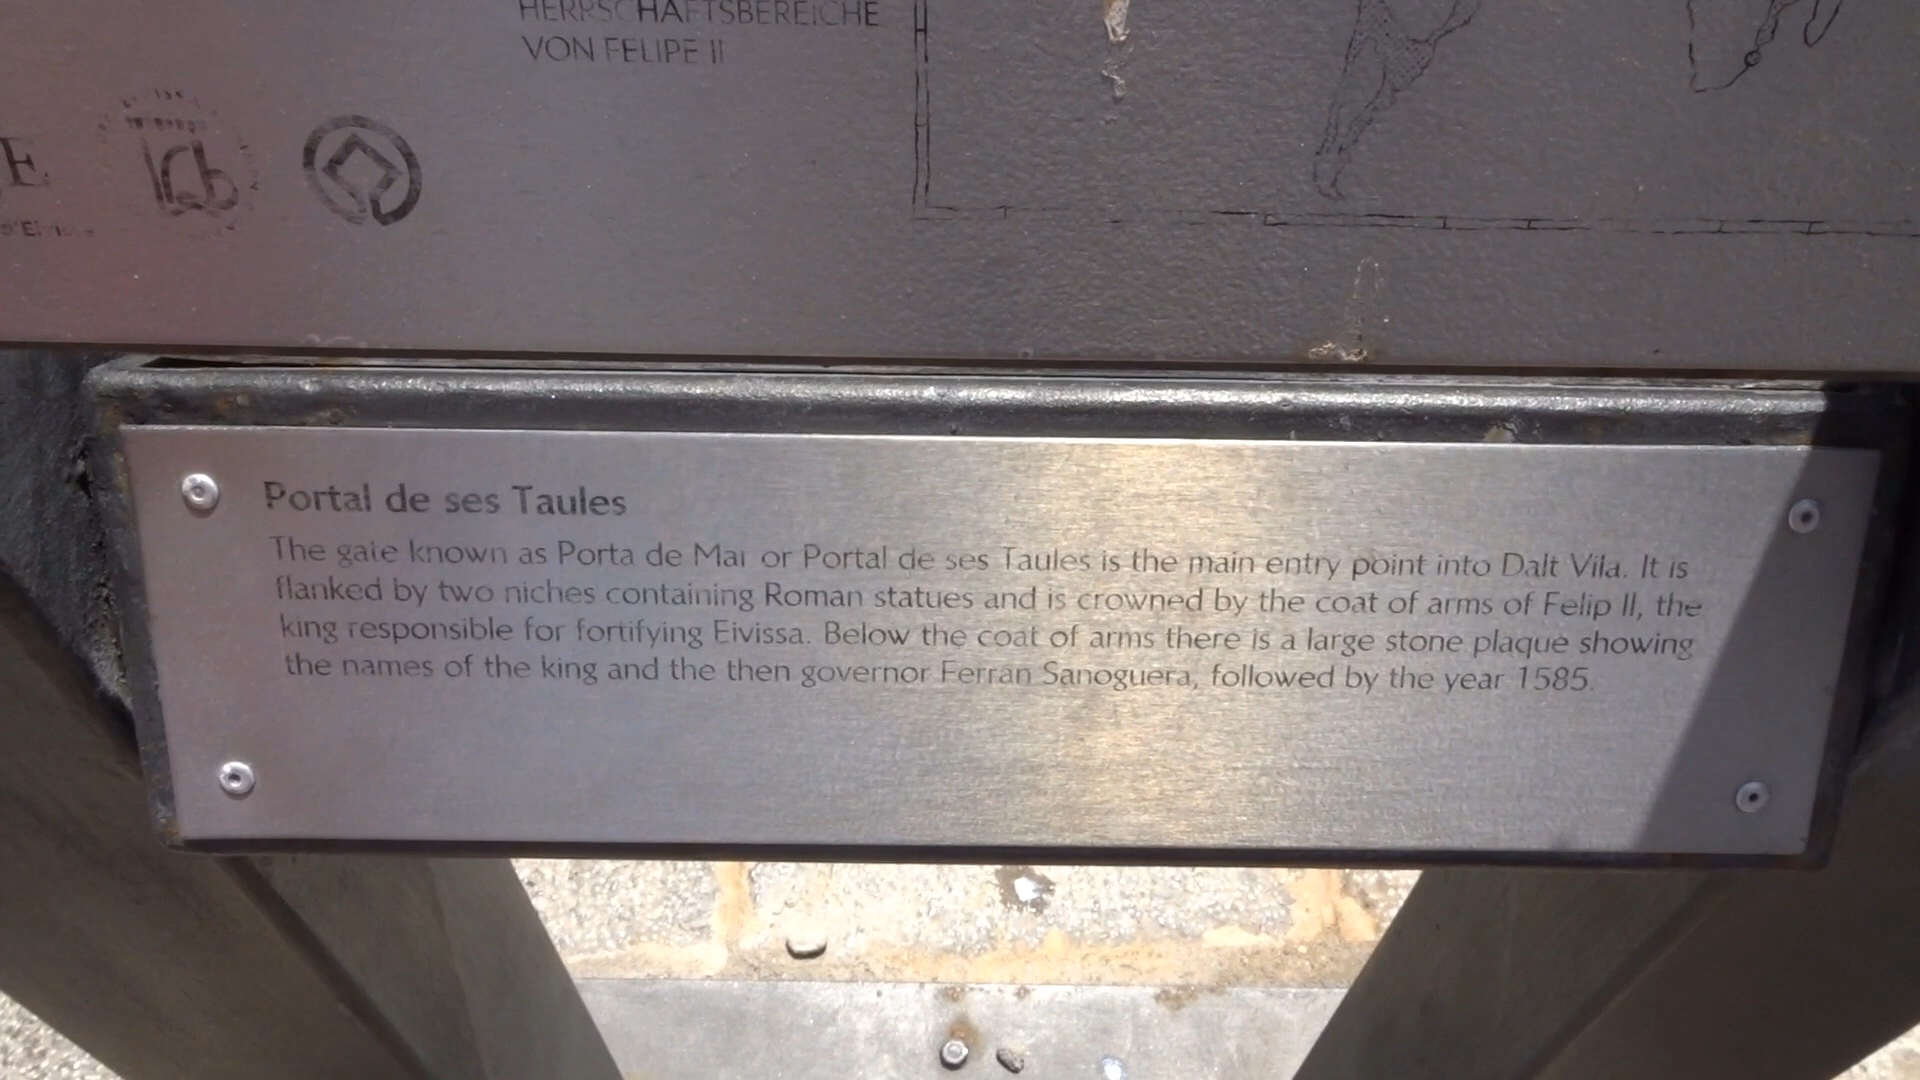 HERRSCHAFTSBEREICHE
VON FELIPE II
E
Portal de ses Taules
The gate known as Porta de Mar or Portal de ses Taules is the main entry point into Dalt Vila. It is
flanked by two niches containing Roman statues and is crowned by the coat of arms of Felip II, the
king responsible for fortifying Eivissa. Below the coat of arms there is a large stone plaque showing
the names of the king and the then governor Ferran Sanoguera, followed by the year 1585.